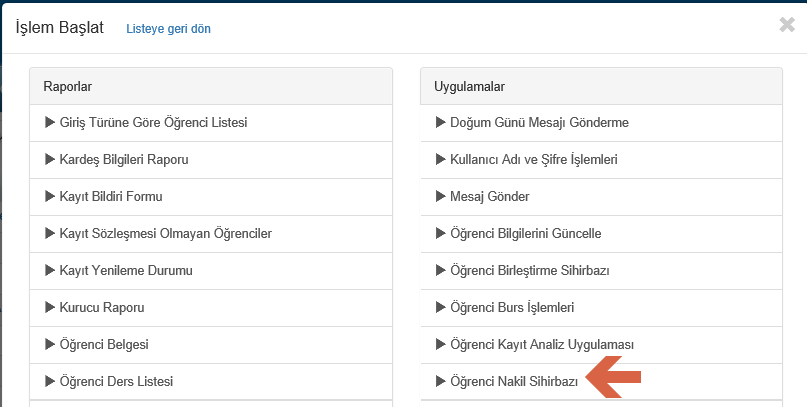 İşlem Başlat Listeye geri dön
Raporlar
Giriş Türüne Göre Öğrenci Listesi
Kardeş Bilgileri Raporu
Kayıt Bildiri Formu
Kayıt Sözleşmesi Olmayan Öğrenciler
Kayıt Yenileme Durumu
Kurucu Raporu
Öğrenci Belgesi
Öğrenci Ders Listesi
Uygulamalar
Doğum Günü Mesajı Gönderme
Kullanıcı Adı ve Şifre İşlemleri
Mesaj Gönder
Öğrenci Bilgilerini Güncelle
Öğrenci Birleştirme Sihirbazı
Öğrenci Burs İşlemleri
Öğrenci Kayıt Analiz Uygulaması
Öğrenci Nakil Sihirbazı